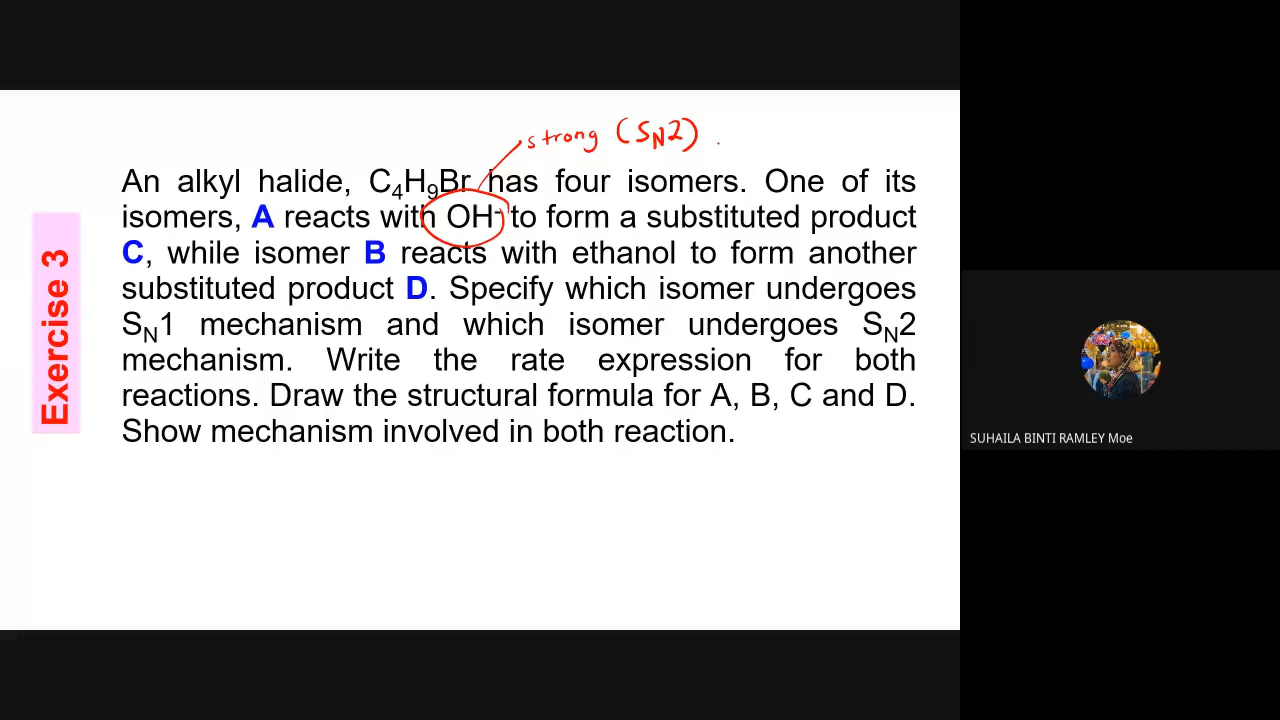 strong (SN2)
An alkyl halide, C₄H₉Br has four isomers. One of its
isomers, A reacts with OH⁻ to form a substituted product
C, while isomer B reacts with ethanol to form another
substituted product D. Specify which isomer undergoes
SN1 mechanism and which isomer undergoes SN2
mechanism. Write the rate expression for both
reactions. Draw the structural formula for A, B, C and D.
Show mechanism involved in both reaction.
Exercise 3
SUHAILA BINTI RAMLEY Moe